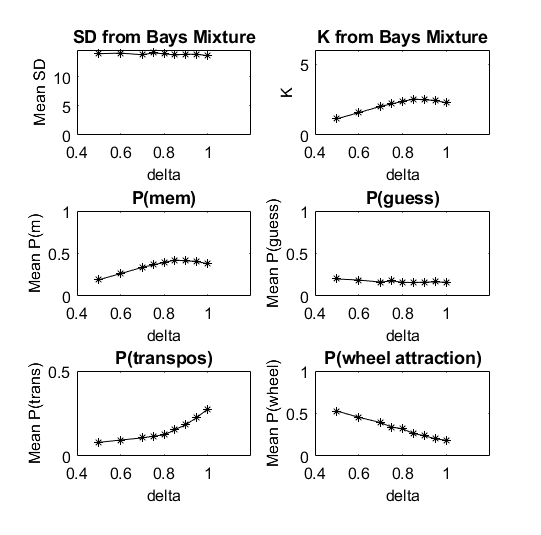 SD from Bays Mixture
Mean SD
10
5
0
0.4 0.6 0.8 1
delta
K from Bays Mixture
K
5
0
0.4 0.6 0.8 1
delta
P(mem)
Mean P(m)
1
0.5
0
0.4 0.6 0.8 1
delta
P(guess)
Mean P(guess)
1
0.5
0
0.4 0.6 0.8 1
delta
P(transpos)
Mean P(trans)
0.5
0
0.4 0.6 0.8 1
delta
P(wheel attraction)
Mean P(wheel)
1
0.5
0
0.4 0.6 0.8 1
delta